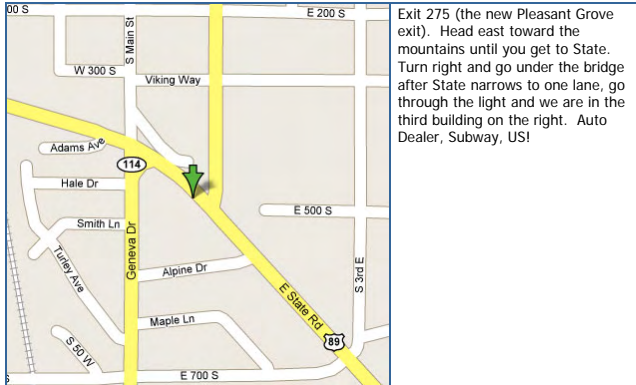 00 S
E 200 S
S Main St
W 300 S
Viking Way
Adams Ave
114
Hale Dr
E 500 S
Smith Ln
Turley Ave
Geneva Dr
Alpine Dr
S 3rd E
E State Rd
Maple Ln
89
S 50 W
E 700 S
S
Exit 275 (the new Pleasant Grove
exit). Head east toward the
mountains until you get to State.
Turn right and go under the bridge
after State narrows to one lane, go
through the light and we are in the
third building on the right. Auto
Dealer, Subway, US!